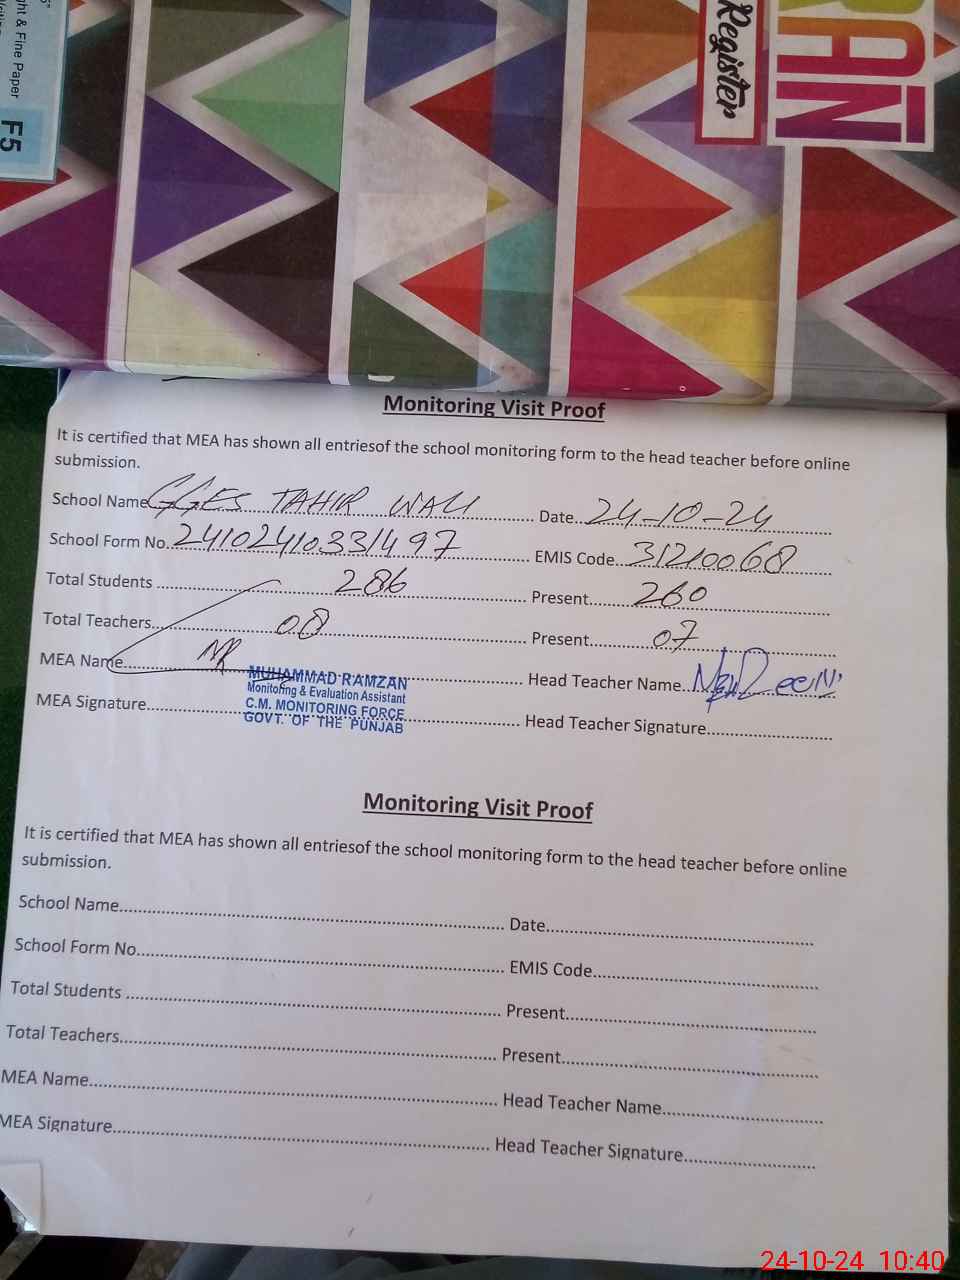 ght & Fine Paper
F5
Register
RAN
Monitoring Visit Proof
It is certified that MEA has shown all entriesof the school monitoring form to the head teacher before online
submission.
School Name GGES TAHIR WALI Date 24-10-24
School Form No. 24102410331497 EMIS Code 31210068
Total Students 286 Present 260
Total Teachers 08 Present 07
MEA Name Head Teacher Name
MUHAMMAD RAMZAN
Monitoring & Evaluation Assistant
C.M. MONITORING FORCE
GOVT. OF THE PUNJAB
MEA Signature Head Teacher Signature
Monitoring Visit Proof
It is certified that MEA has shown all entriesof the school monitoring form to the head teacher before online
submission.
School Name Date
School Form No. EMIS Code
Total Students Present
Total Teachers Present
MEA Name Head Teacher Name
MEA Signature Head Teacher Signature
24-10-24 10:40